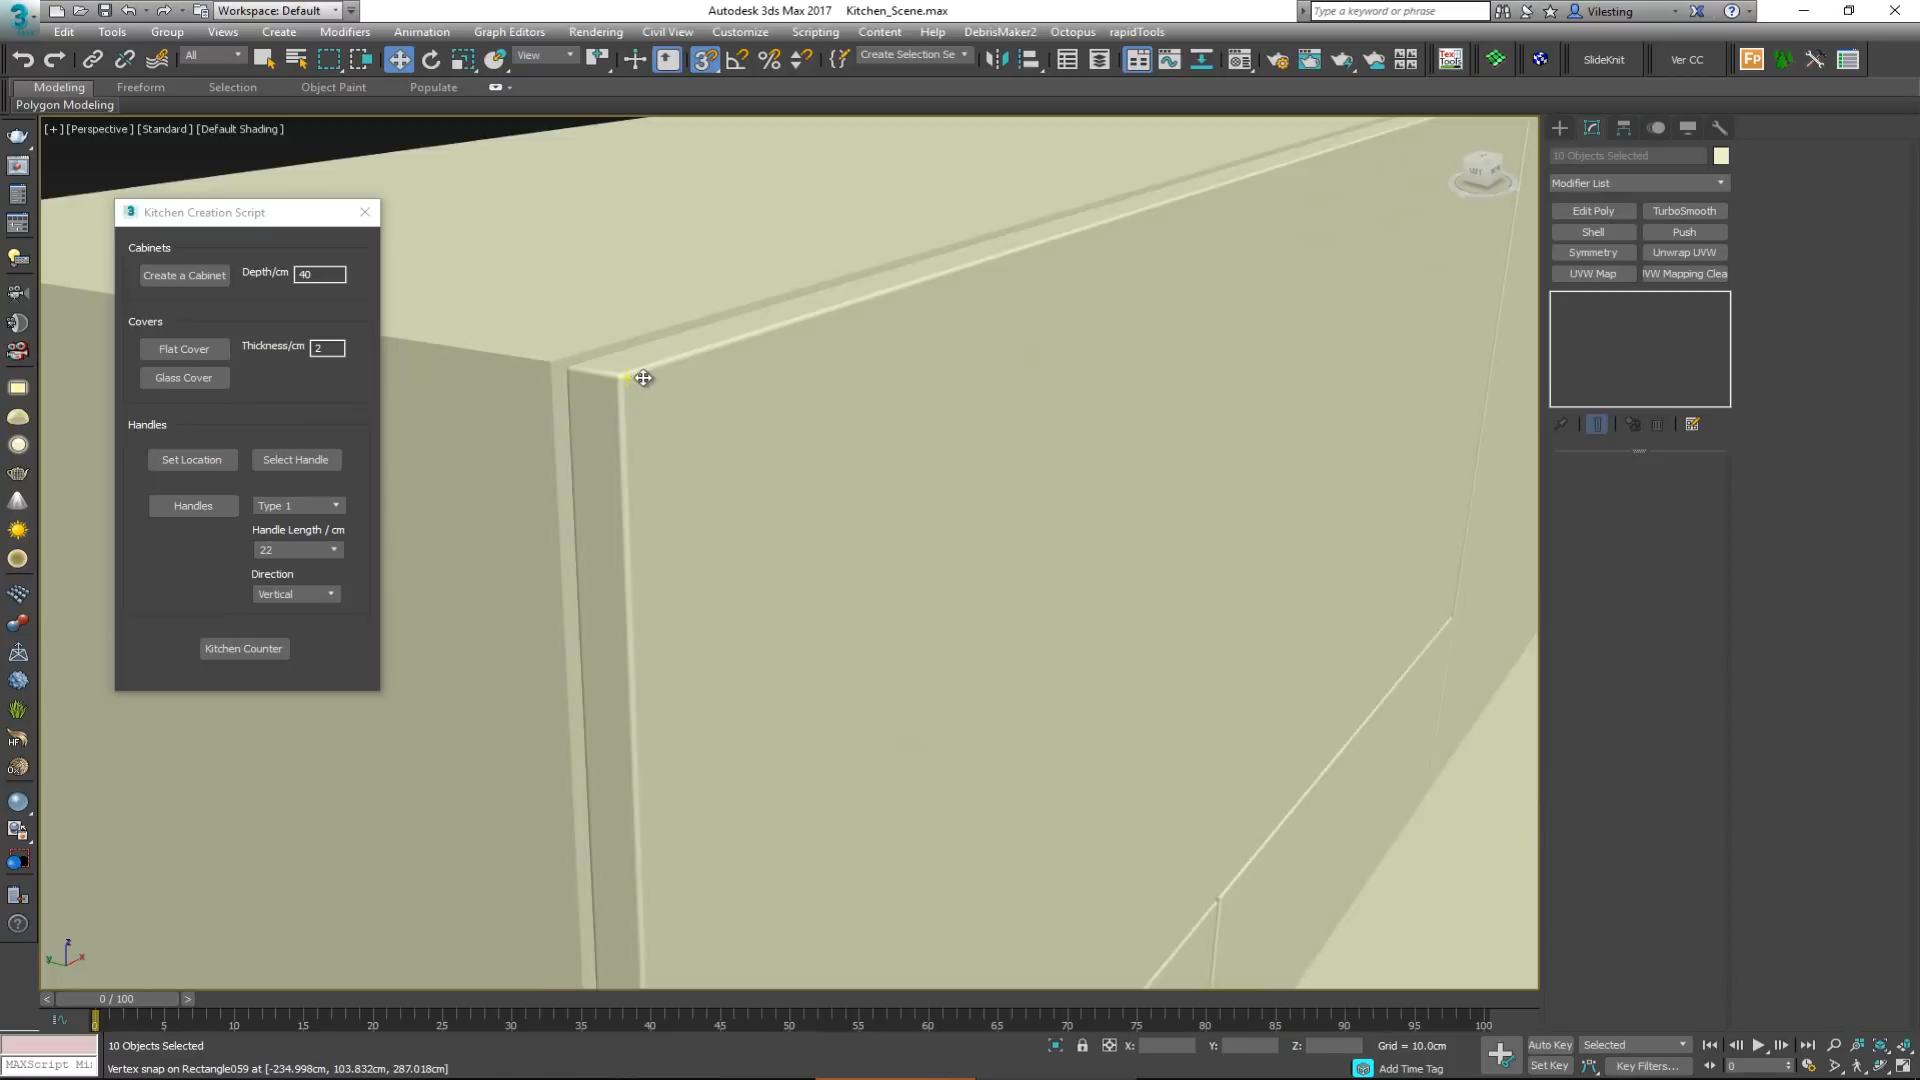 Workspace: Default
Autodesk 3ds Max 2017 Kitchen_Scene.max
Type a keyword or phrase
Vilesting
Edit Tools Group Views Create Modifiers Animation Graph Editors Rendering Civil View Customize Scripting Content Help DebrisMaker2 Octopus rapidTools
All
View
Create Selection Se
SlideKnit
Ver CC
Modeling Freeform Selection Object Paint Populate
Polygon Modeling
[+] [Perspective ] [Standard ] [Default Shading ]
Kitchen Creation Script
Cabinets
Create a Cabinet Depth/cm 40
Covers
Flat Cover Thickness/cm 2
Glass Cover
Handles
Set Location Select Handle
Handles Type 1
Handle Length / cm
22
Direction
Vertical
Kitchen Counter
10 Objects Selected
Modifier List
Edit Poly TurboSmooth
Shell Push
Symmetry Unwrap UVW
UVW Map VW Mapping Clea
z
y x
< 0 / 100 >
0 5 10 15 20 25 30 35 40 45 50 55 60 65 70 75 80 85 90 95 100
10 Objects Selected
X: Y: Z: Grid = 10.0cm
Auto Key Selected
MAXScript Mi:
Vertex snap on Rectangle059 at [-234.998cm, 103.832cm, 287.018cm]
Add Time Tag
Set Key Key Filters...
0